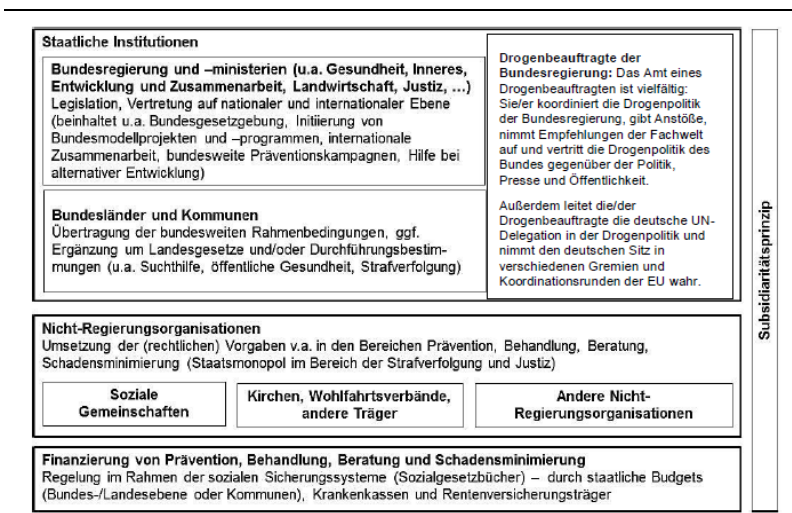 Staatliche Institutionen
Bundesregierung und –ministerien (u.a. Gesundheit, Inneres,
Entwicklung und Zusammenarbeit, Landwirtschaft, Justiz, ...)
Legislation, Vertretung auf nationaler und internationaler Ebene
(beinhaltet u.a. Bundesgesetzgebung, Initiierung von
Bundesmodellprojekten und –programmen, internationale
Zusammenarbeit, bundesweite Präventionskampagnen, Hilfe bei
alternativer Entwicklung)
Bundesländer und Kommunen
Übertragung der bundesweiten Rahmenbedingungen, ggf.
Ergänzung um Landesgesetze und/oder Durchführungsbestim-
mungen (u.a. Suchthilfe, öffentliche Gesundheit, Strafverfolgung)
Drogenbeauftragte der
Bundesregierung: Das Amt eines
Drogenbeauftragten ist vielfältig:
Sie/er koordiniert die Drogenpolitik
der Bundesregierung, gibt Anstöße,
nimmt Empfehlungen der Fachwelt
auf und vertritt die Drogenpolitik des
Bundes gegenüber der Politik,
Presse und Öffentlichkeit.
Außerdem leitet die/der
Drogenbeauftragte die deutsche UN-
Delegation in der Drogenpolitik und
nimmt den deutschen Sitz in
verschiedenen Gremien und
Koordinationsrunden der EU wahr.
Nicht-Regierungsorganisationen
Umsetzung der (rechtlichen) Vorgaben v.a. in den Bereichen Prävention, Behandlung, Beratung,
Schadensminimierung (Staatsmonopol im Bereich der Strafverfolgung und Justiz)
Soziale
Gemeinschaften
Kirchen, Wohlfahrtsverbände,
andere Träger
Andere Nicht-
Regierungsorganisationen
Finanzierung von Prävention, Behandlung, Beratung und Schadensminimierung
Regelung im Rahmen der sozialen Sicherungssysteme (Sozialgesetzbücher) – durch staatliche Budgets
(Bundes-/Landesebene oder Kommunen), Krankenkassen und Rentenversicherungsträger
Subsidiaritätsprinzip